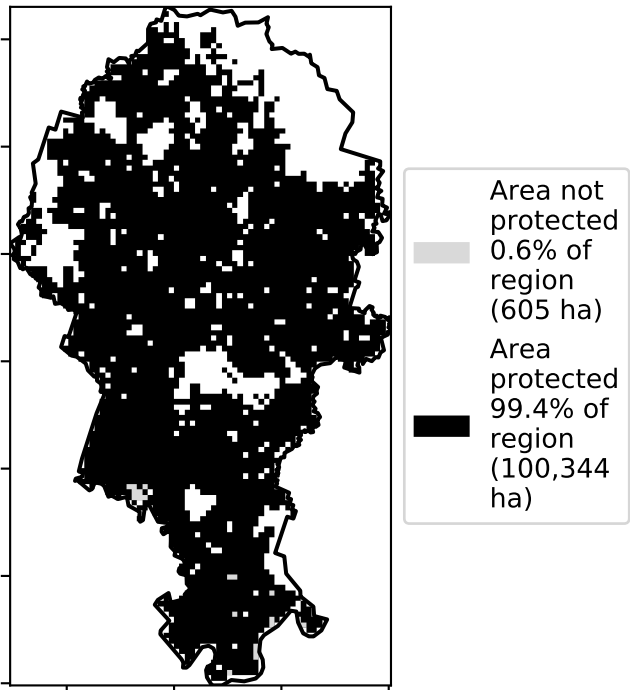 Area not
protected
0.6% of
region
(605 ha)
Area
protected
99.4% of
region
(100,344
ha)